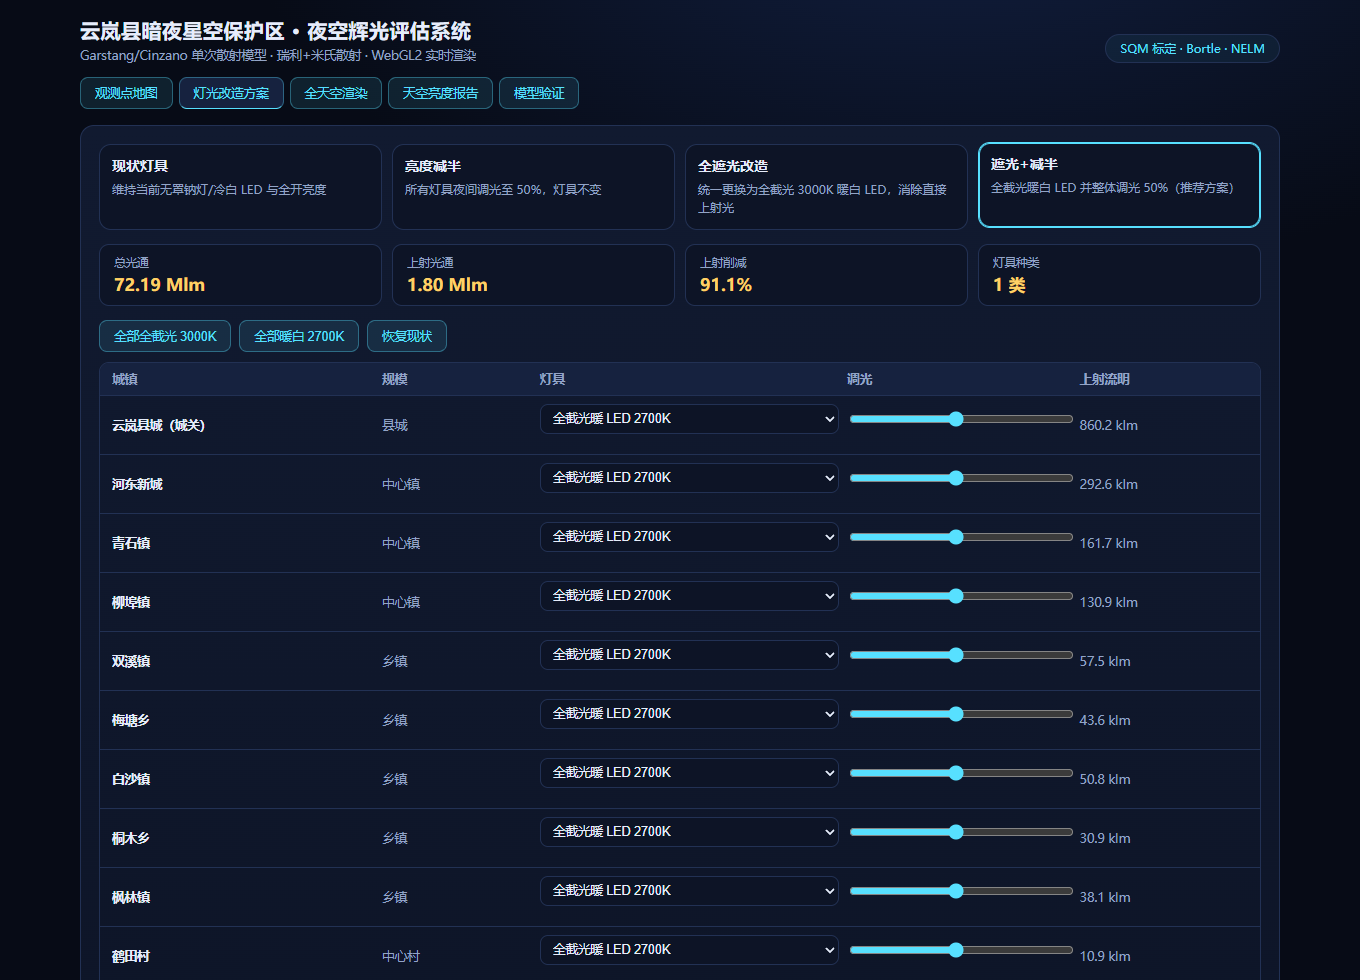 云岚县暗夜星空保护区 · 夜空辉光评估系统
Garstang/Cinzano 单次散射模型 · 瑞利+米氏散射 · WebGL2 实时渲染
SQM 标定 · Bortle · NELM
观测点地图 灯光改造方案 全天空渲染 天空亮度报告 模型验证
现状灯具
维持当前无罩钠灯/冷白 LED 与全开亮度
亮度减半
所有灯具夜间调光至 50%，灯具不变
全遮光改造
统一更换为全截光 3000K 暖白 LED，消除直接
上射光
遮光+减半
全截光暖白 LED 并整体调光 50%（推荐方案）
总光通
72.19 Mlm
上射光通
1.80 Mlm
上射削减
91.1%
灯具种类
1 类
全部全截光 3000K 全部暖白 2700K 恢复现状
城镇 规模 灯具 调光 上射流明
云岚县城（城关） 县城 全截光暖 LED 2700K 860.2 klm
河东新城 中心镇 全截光暖 LED 2700K 292.6 klm
青石镇 中心镇 全截光暖 LED 2700K 161.7 klm
柳埠镇 中心镇 全截光暖 LED 2700K 130.9 klm
双溪镇 乡镇 全截光暖 LED 2700K 57.5 klm
梅塘乡 乡镇 全截光暖 LED 2700K 43.6 klm
白沙镇 乡镇 全截光暖 LED 2700K 50.8 klm
桐木乡 乡镇 全截光暖 LED 2700K 30.9 klm
枫林镇 乡镇 全截光暖 LED 2700K 38.1 klm
鹤田村 中心村 全截光暖 LED 2700K 10.9 klm